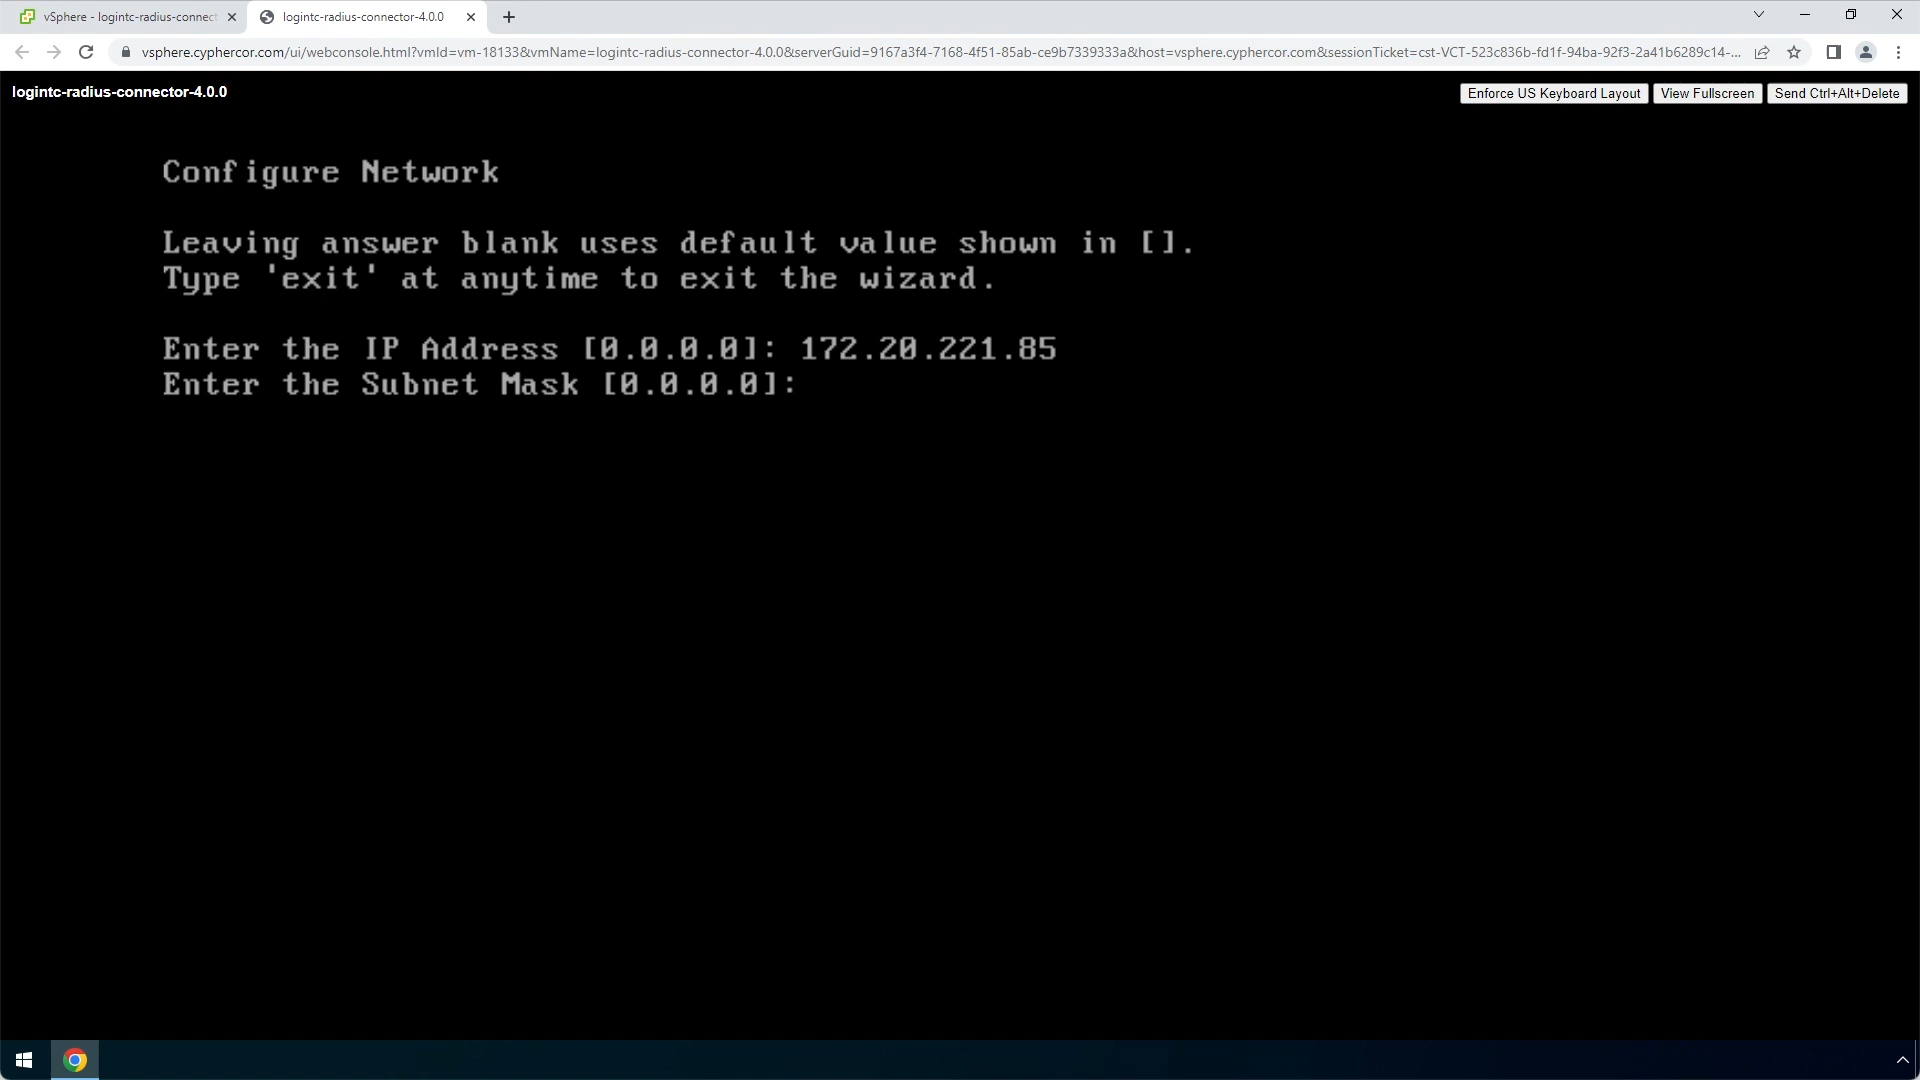 vSphere - logintc-radius-connect
logintc-radius-connector-4.0.0
vsphere.cyphercor.com/ui/webconsole.html?vmId=vm-18133&vmName=logintc-radius-connector-4.0.0&serverGuid=9167a3f4-7168-4f51-85ab-ce9b7339333a&host=vsphere.cyphercor.com&sessionTicket=cst-VCT-523c836b-fd1f-94ba-92f3-2a41b6289c14-...
logintc-radius-connector-4.0.0
Enforce US Keyboard Layout
View Fullscreen
Send Ctrl+Alt+Delete
Configure Network
Leaving answer blank uses default value shown in [].
Type 'exit' at anytime to exit the wizard.
Enter the IP Address [0.0.0.0]: 172.20.221.85
Enter the Subnet Mask [0.0.0.0]: